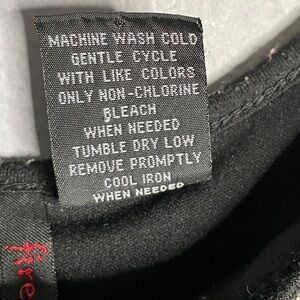 MACHINE WASH COLD
GENTLE CYCLE
WITH LIKE COLORS
ONLY NON-CHLORINE
BLEACH
WHEN NEEDED
TUMBLE DRY LOW
REMOVE PROMPTLY
COOL IRON
WHEN NEEDED
fire